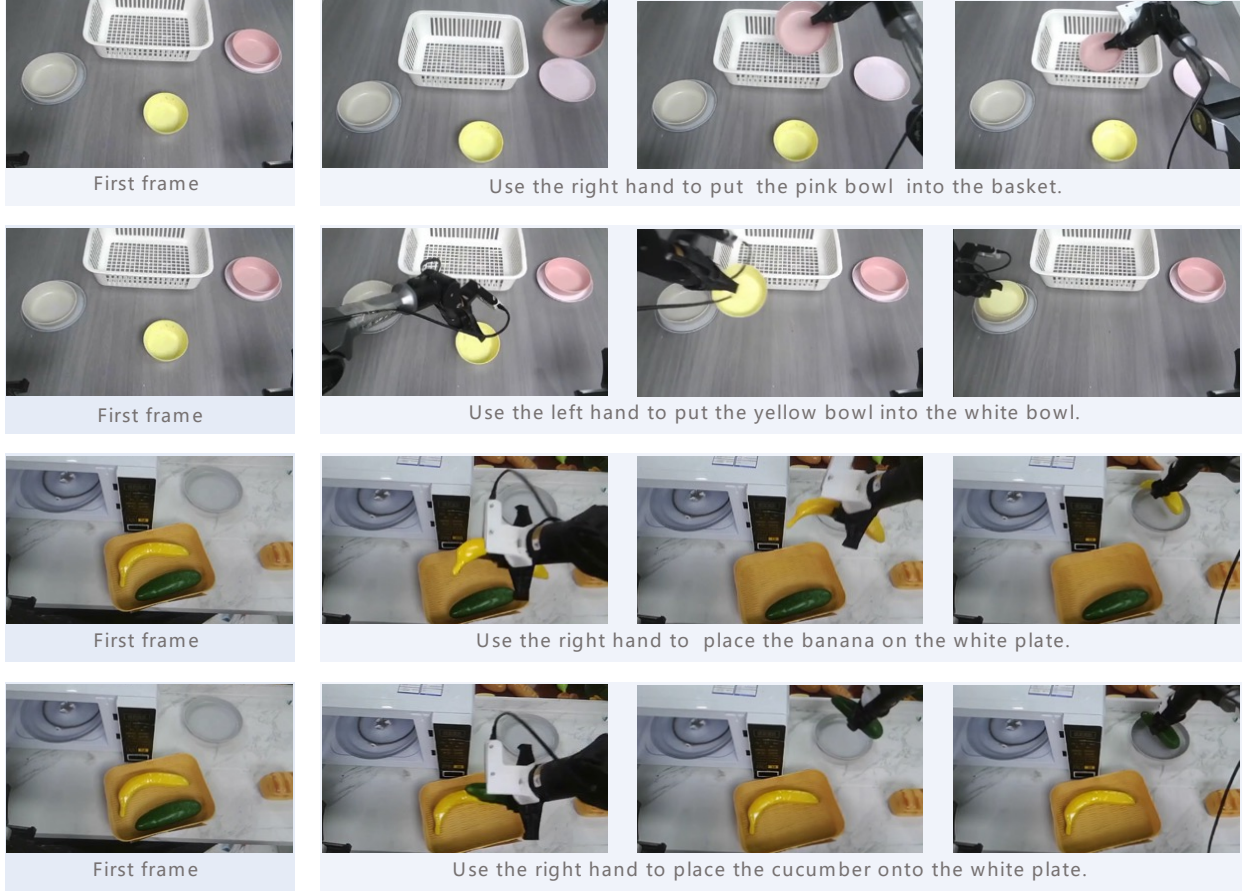 First frame
Use the right hand to put the pink bowl into the basket.
First frame
Use the left hand to put the yellow bowl into the white bowl.
First frame
Use the right hand to place the banana on the white plate.
First frame
Use the right hand to place the cucumber onto the white plate.